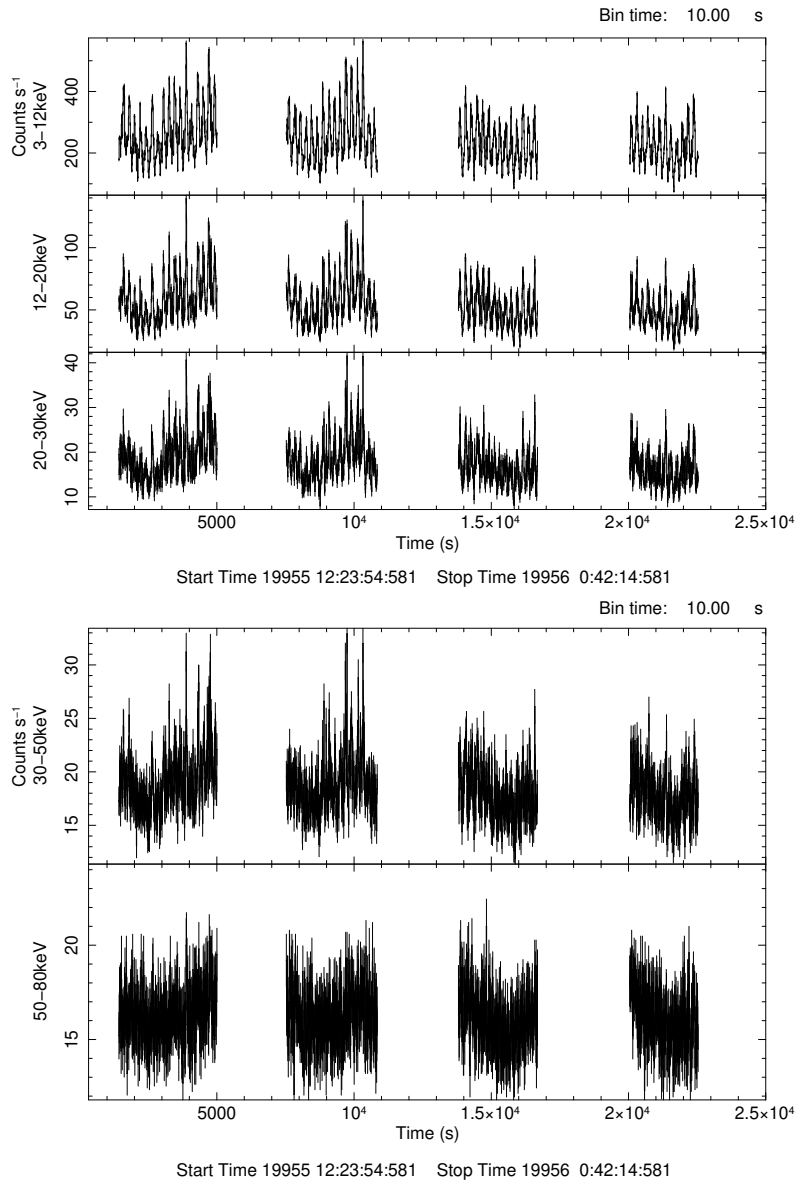 Bin time: 10.00 s
Counts s⁻¹
3−12keV
400
200
12−20keV
100
50
20−30keV
40
30
20
10
5000 10⁴ 1.5×10⁴ 2×10⁴ 2.5×10⁴
Time (s)
Start Time 19955 12:23:54:581 Stop Time 19956 0:42:14:581
Bin time: 10.00 s
Counts s⁻¹
30−50keV
30
25
20
15
50−80keV
20
15
5000 10⁴ 1.5×10⁴ 2×10⁴ 2.5×10⁴
Time (s)
Start Time 19955 12:23:54:581 Stop Time 19956 0:42:14:581